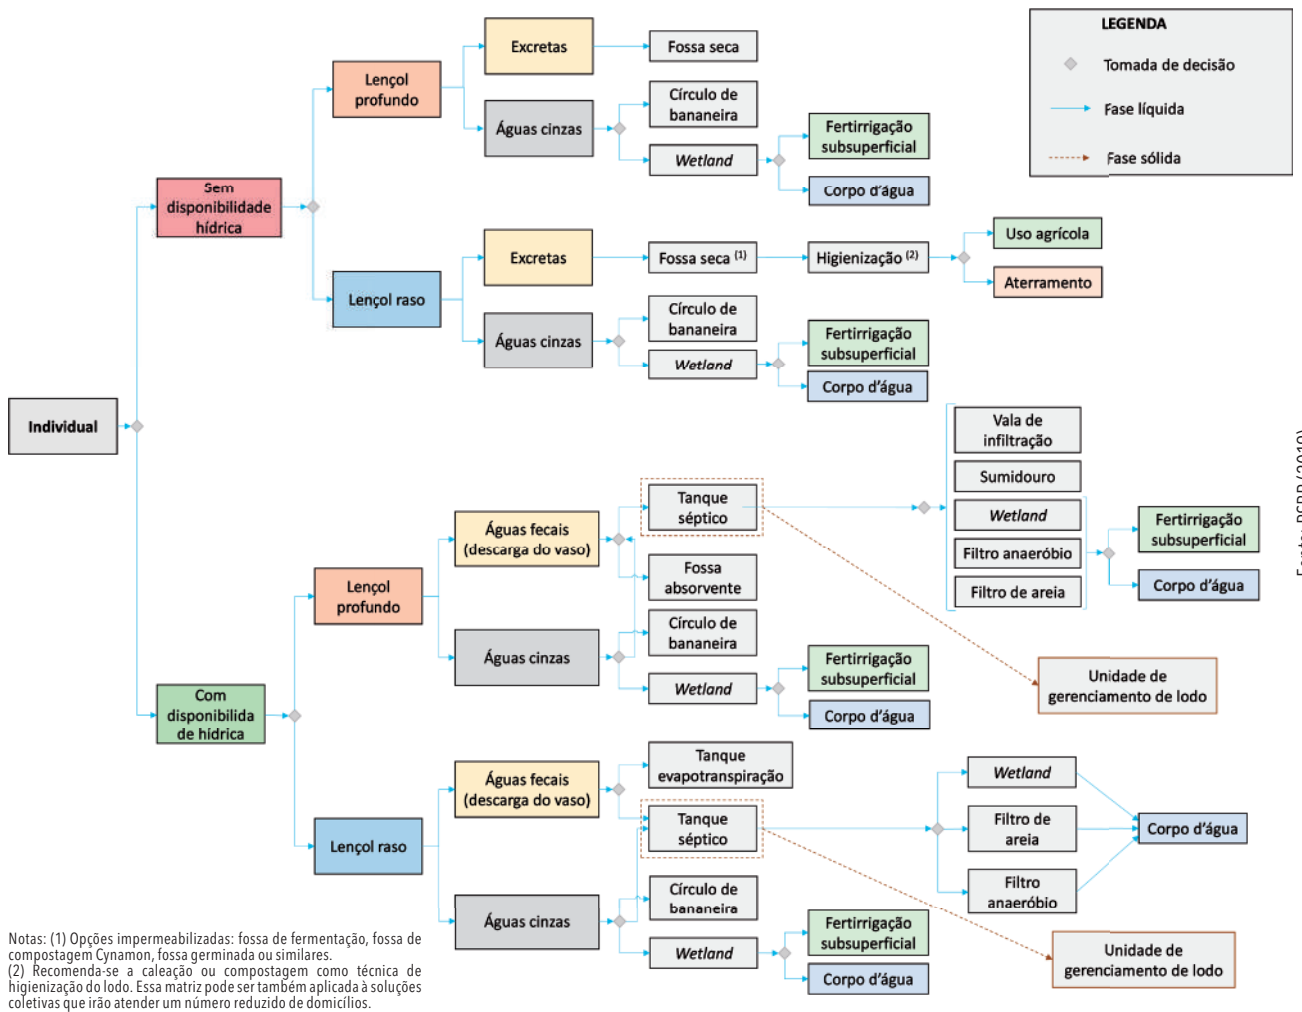 LEGENDA
Tomada de decisão
Fase líquida
Fase sólida
Individual
Sem
disponibilidade
hídrica
Lençol
profundo
Excretas
Fossa seca
Águas cinzas
Círculo de
bananeira
Wetland
Fertirrigação
subsuperficial
Corpo d'água
Lençol raso
Excretas
Fossa seca (1)
Higienização (2)
Uso agrícola
Aterramento
Águas cinzas
Círculo de
bananeira
Wetland
Fertirrigação
subsuperficial
Corpo d'água
Com
disponibilida
de hídrica
Lençol
profundo
Águas fecais
(descarga do vaso)
Tanque
séptico
Fossa
absorvente
Vala de
infiltração
Sumidouro
Wetland
Filtro anaeróbio
Filtro de areia
Fertirrigação
subsuperficial
Corpo d'água
Águas cinzas
Círculo de
bananeira
Wetland
Fertirrigação
subsuperficial
Corpo d'água
Unidade de
gerenciamento de lodo
Lençol raso
Águas fecais
(descarga do vaso)
Tanque
evapotranspiração
Tanque
séptico
Wetland
Filtro de
areia
Filtro
anaeróbio
Corpo d'água
Águas cinzas
Círculo de
bananeira
Wetland
Fertirrigação
subsuperficial
Corpo d'água
Unidade de
gerenciamento de lodo
Notas: (1) Opções impermeabilizadas: fossa de fermentação, fossa de
compostagem Cynamon, fossa germinada ou similares.
(2) Recomenda-se a caleação ou compostagem como técnica de
higienização do lodo. Essa matriz pode ser também aplicada à soluções
coletivas que irão atender um número reduzido de domicílios.